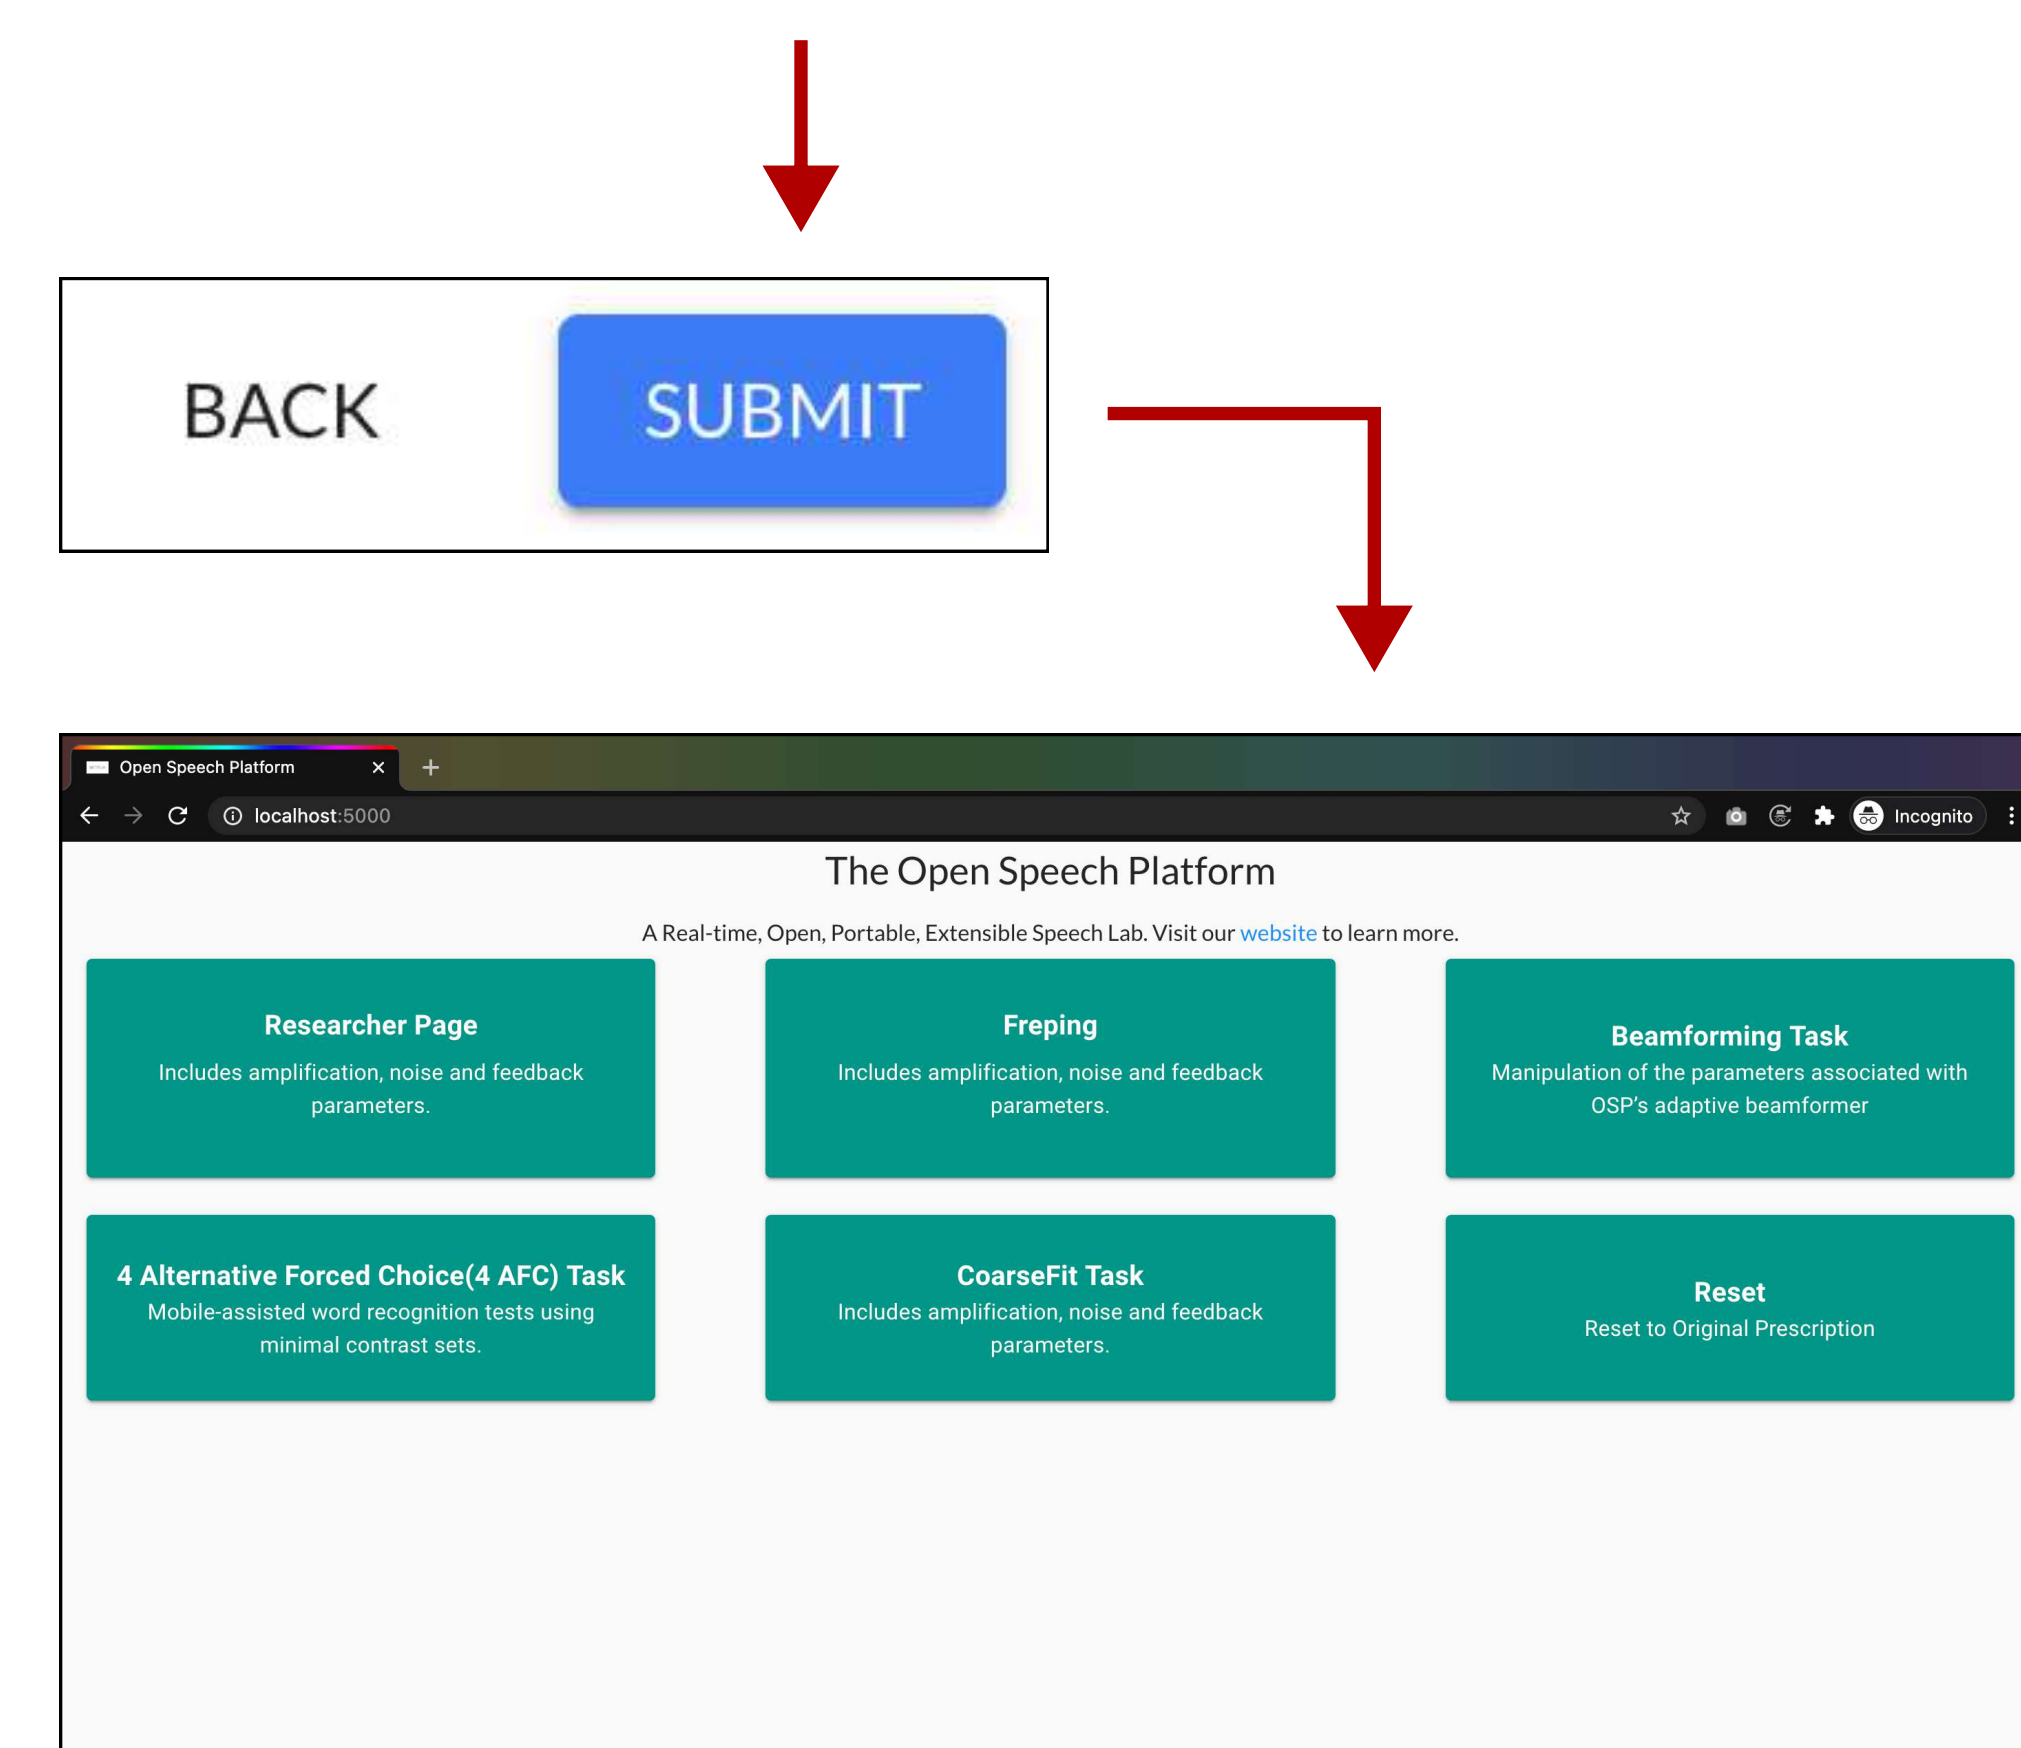 BACK
SUBMIT
Open Speech Platform
localhost:5000
Incognito
The Open Speech Platform
A Real-time, Open, Portable, Extensible Speech Lab. Visit our website to learn more.
Researcher Page
Includes amplification, noise and feedback
parameters.
Freping
Includes amplification, noise and feedback
parameters.
Beamforming Task
Manipulation of the parameters associated with
OSP's adaptive beamformer
4 Alternative Forced Choice(4 AFC) Task
Mobile-assisted word recognition tests using
minimal contrast sets.
CoarseFit Task
Includes amplification, noise and feedback
parameters.
Reset
Reset to Original Prescription